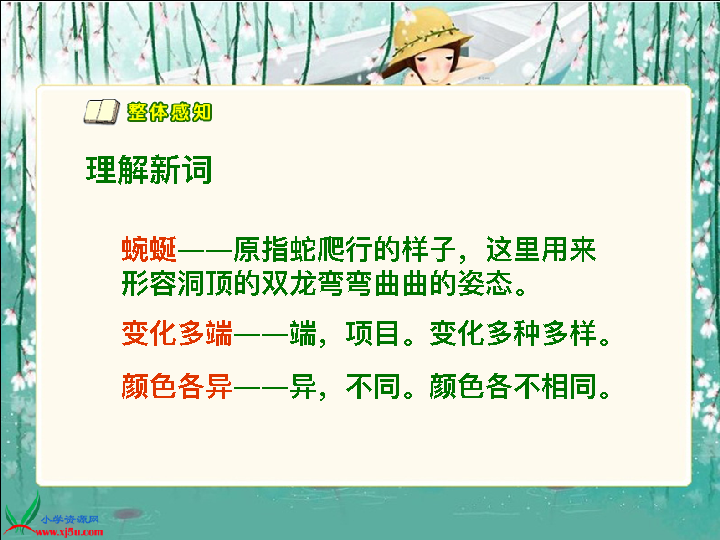 整体感知
理解新词
蜿蜒——原指蛇爬行的样子，这里用来
形容洞顶的双龙弯弯曲曲的姿态。
变化多端——端，项目。变化多种多样。
颜色各异——异，不同。颜色各不相同。
小学资源网
www.xj5u.com